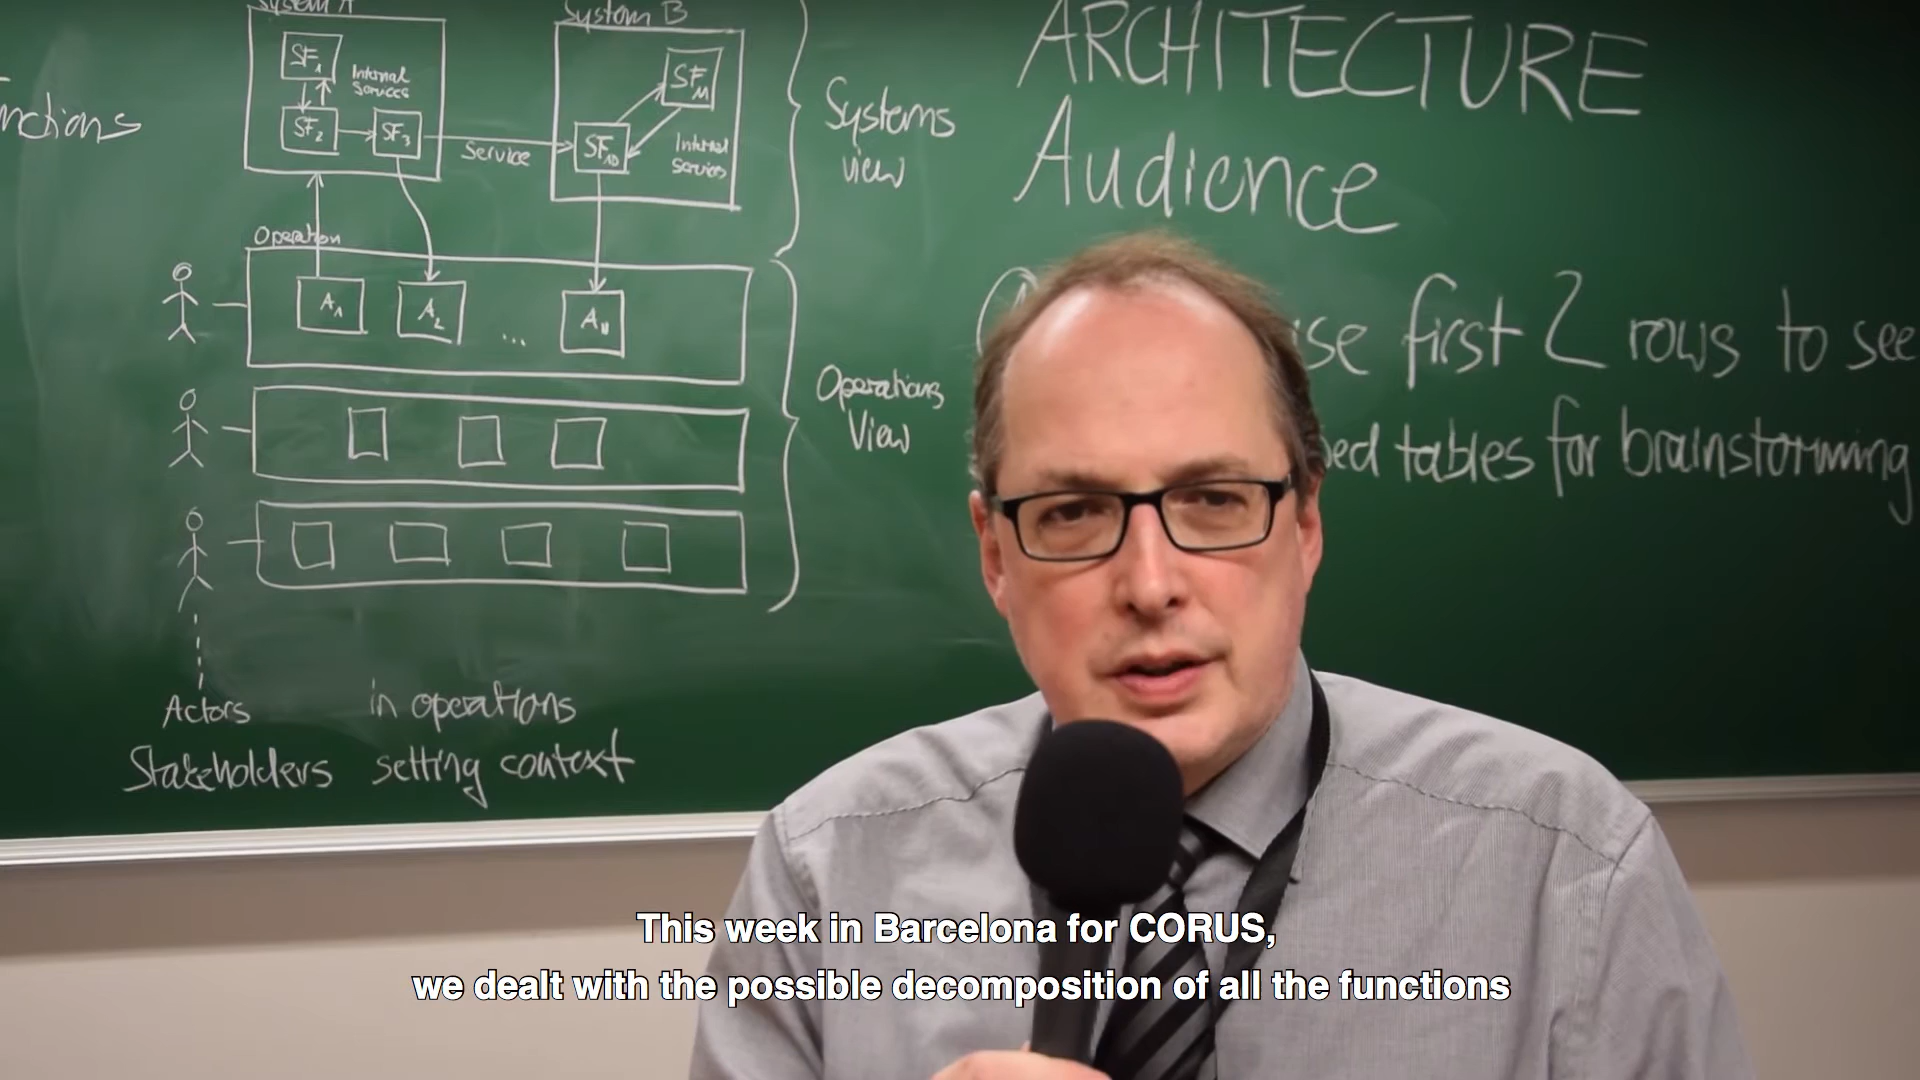 System A
System B
SF1
Internal
Services
SF2
SF3
Service
SFM
SF10
Internal
Services
Systems
view
nctions
Operation
A1
A2
...
AN
Operations
View
Actors
in operations
Stakeholders
setting context
ARCHITECTURE
Audience
se first 2 rows to see
ed tables for brainstorming
This week in Barcelona for CORUS,
we dealt with the possible decomposition of all the functions